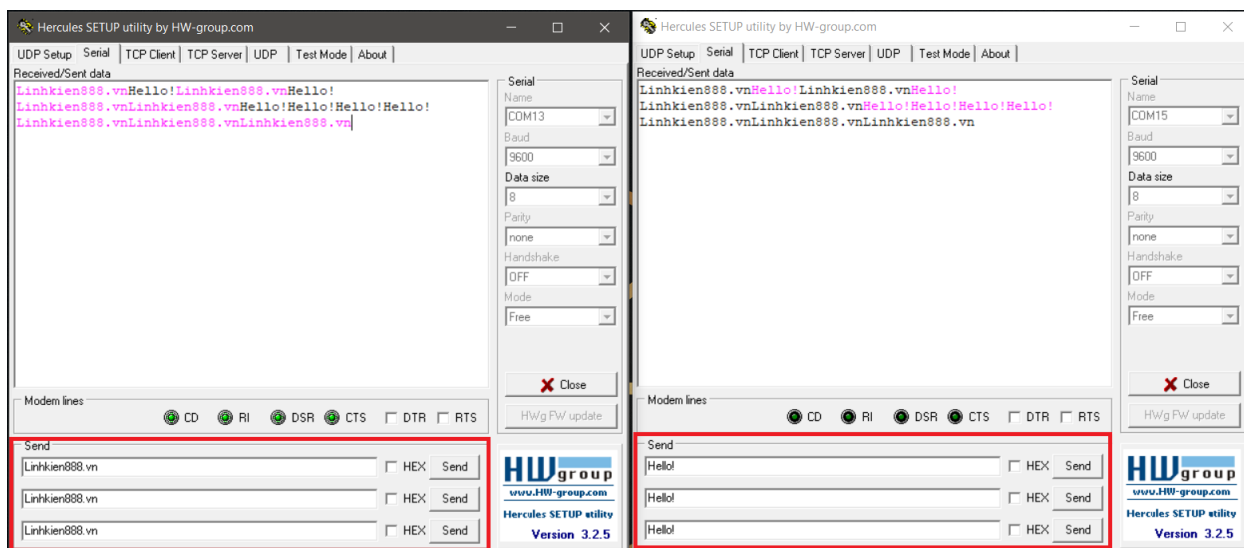 Hercules SETUP utility by HW-group.com
UDP Setup Serial TCP Client TCP Server UDP Test Mode About
Received/Sent data
Linhkien888.vnHello!Linhkien888.vnHello!
Linhkien888.vnLinhkien888.vnHello!Hello!Hello!Hello!
Linhkien888.vnLinhkien888.vnLinhkien888.vn
Serial
Name
COM13
Baud
9600
Data size
8
Parity
none
Handshake
OFF
Mode
Free
Close
HWg FW update
Modem lines
CD RI DSR CTS DTR RTS
Send
Linhkien888.vn HEX Send
Linhkien888.vn HEX Send
Linhkien888.vn HEX Send
HW group
www.HW-group.com
Hercules SETUP utility
Version 3.2.5
Hercules SETUP utility by HW-group.com
UDP Setup Serial TCP Client TCP Server UDP Test Mode About
Received/Sent data
Linhkien888.vnHello!Linhkien888.vnHello!
Linhkien888.vnLinhkien888.vnHello!Hello!Hello!Hello!
Linhkien888.vnLinhkien888.vnLinhkien888.vn
Serial
Name
COM15
Baud
9600
Data size
8
Parity
none
Handshake
OFF
Mode
Free
Close
HWg FW update
Modem lines
CD RI DSR CTS DTR RTS
Send
Hello! HEX Send
Hello! HEX Send
Hello! HEX Send
HW group
www.HW-group.com
Hercules SETUP utility
Version 3.2.5